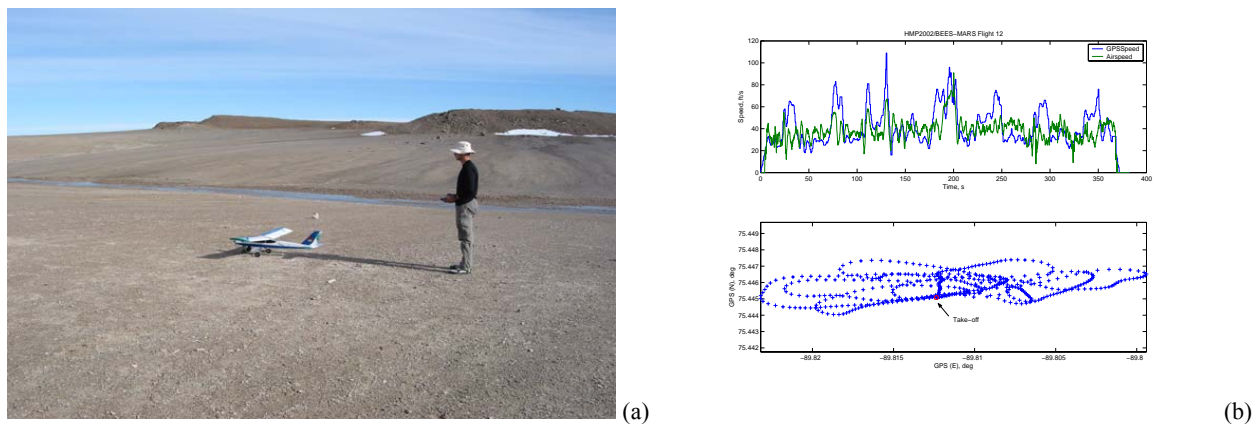 HMP2002/BEES−MARS Flight 12
120
100
80
60
40
20
0
Speed, ft/s
GPSSpeed
Airspeed
0 50 100 150 200 250 300 350 400
Time, s
75.449
75.448
75.447
75.446
75.445
75.444
75.443
75.442
GPS (N), deg
Take−off
−89.82 −89.815 −89.81 −89.805 −89.8
GPS (E), deg
(a) (b)